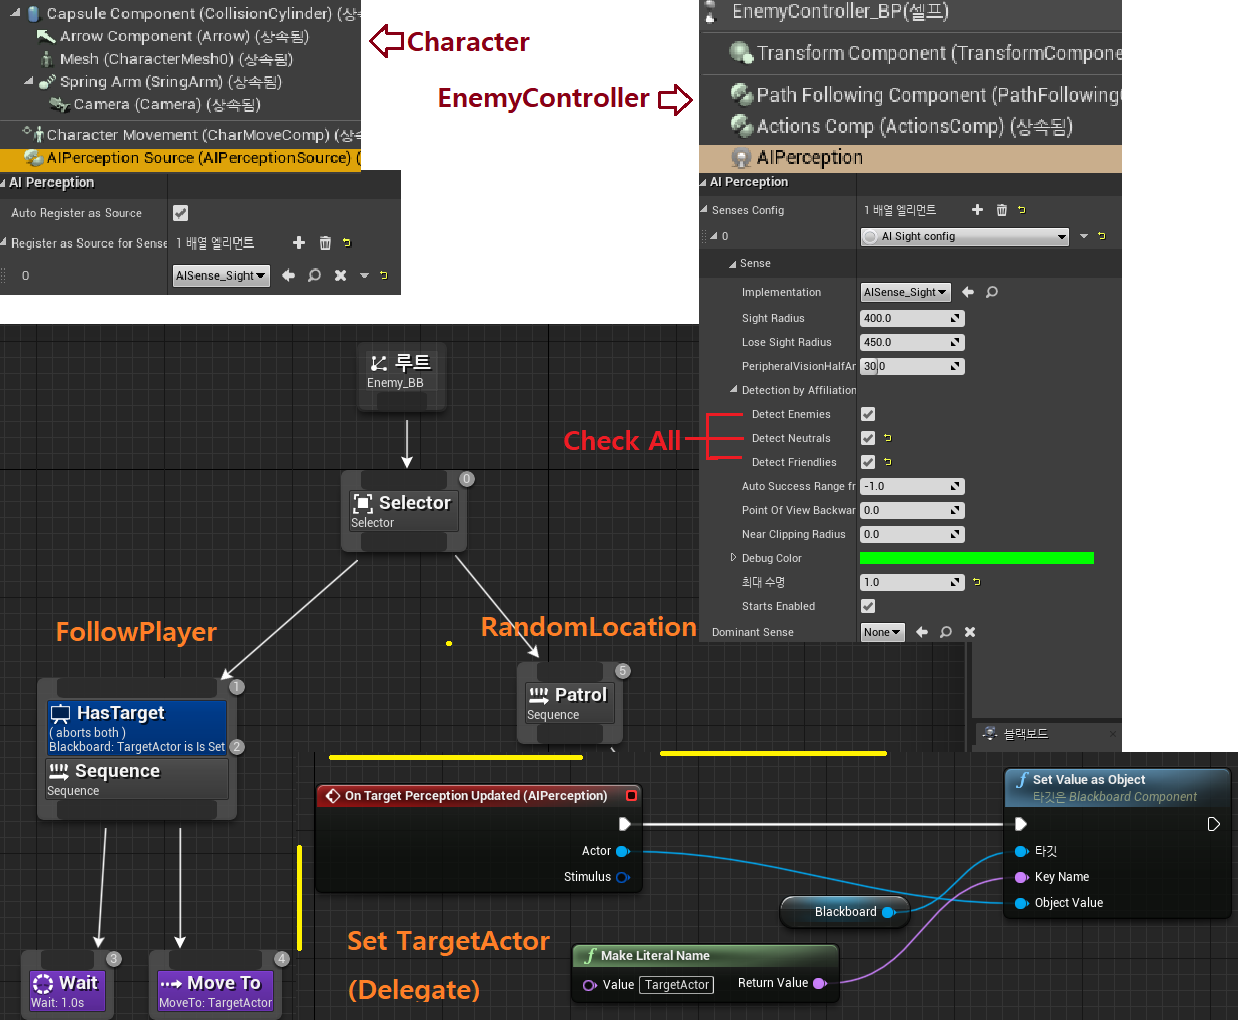 Capsule Component (CollisionCylinder) (상
Arrow Component (Arrow) (상속됨)
Mesh (CharacterMesh0) (상속됨)
Spring Arm (SringArm) (상속됨)
Camera (Camera) (상속됨)
Character Movement (CharMoveComp) (상
AIPerception Source (AIPerceptionSource) (
AI Perception
Auto Register as Source
Register as Source for Sense
1 배열 엘리먼트
0
AISense_Sight
Character
EnemyController
EnemyController_BP(셀프)
Transform Component (TransformCompone
Path Following Component (PathFollowing
Actions Comp (ActionsComp) (상속됨)
AIPerception
AI Perception
Senses Config
1 배열 엘리먼트
0
AI Sight config
Sense
Implementation
AISense_Sight
Sight Radius
400.0
Lose Sight Radius
450.0
PeripheralVisionHalfAn
30.0
Detection by Affiliation
Detect Enemies
Detect Neutrals
Detect Friendlies
Check All
Auto Success Range fr
-1.0
Point Of View Backwar
0.0
Near Clipping Radius
0.0
Debug Color
최대 수명
1.0
Starts Enabled
Dominant Sense
None
블랙보드
루트
Enemy_BB
0
Selector
Selector
FollowPlayer
RandomLocation
1
HasTarget
( aborts both )
Blackboard: TargetActor is Is Set
2
Sequence
Sequence
5
Patrol
Sequence
3
Wait
Wait: 1.0s
4
Move To
MoveTo: TargetActor
On Target Perception Updated (AIPerception)
Actor
Stimulus
Set Value as Object
타깃은 Blackboard Component
타깃
Key Name
Object Value
Blackboard
Make Literal Name
Value
TargetActor
Return Value
Set TargetActor
(Delegate)